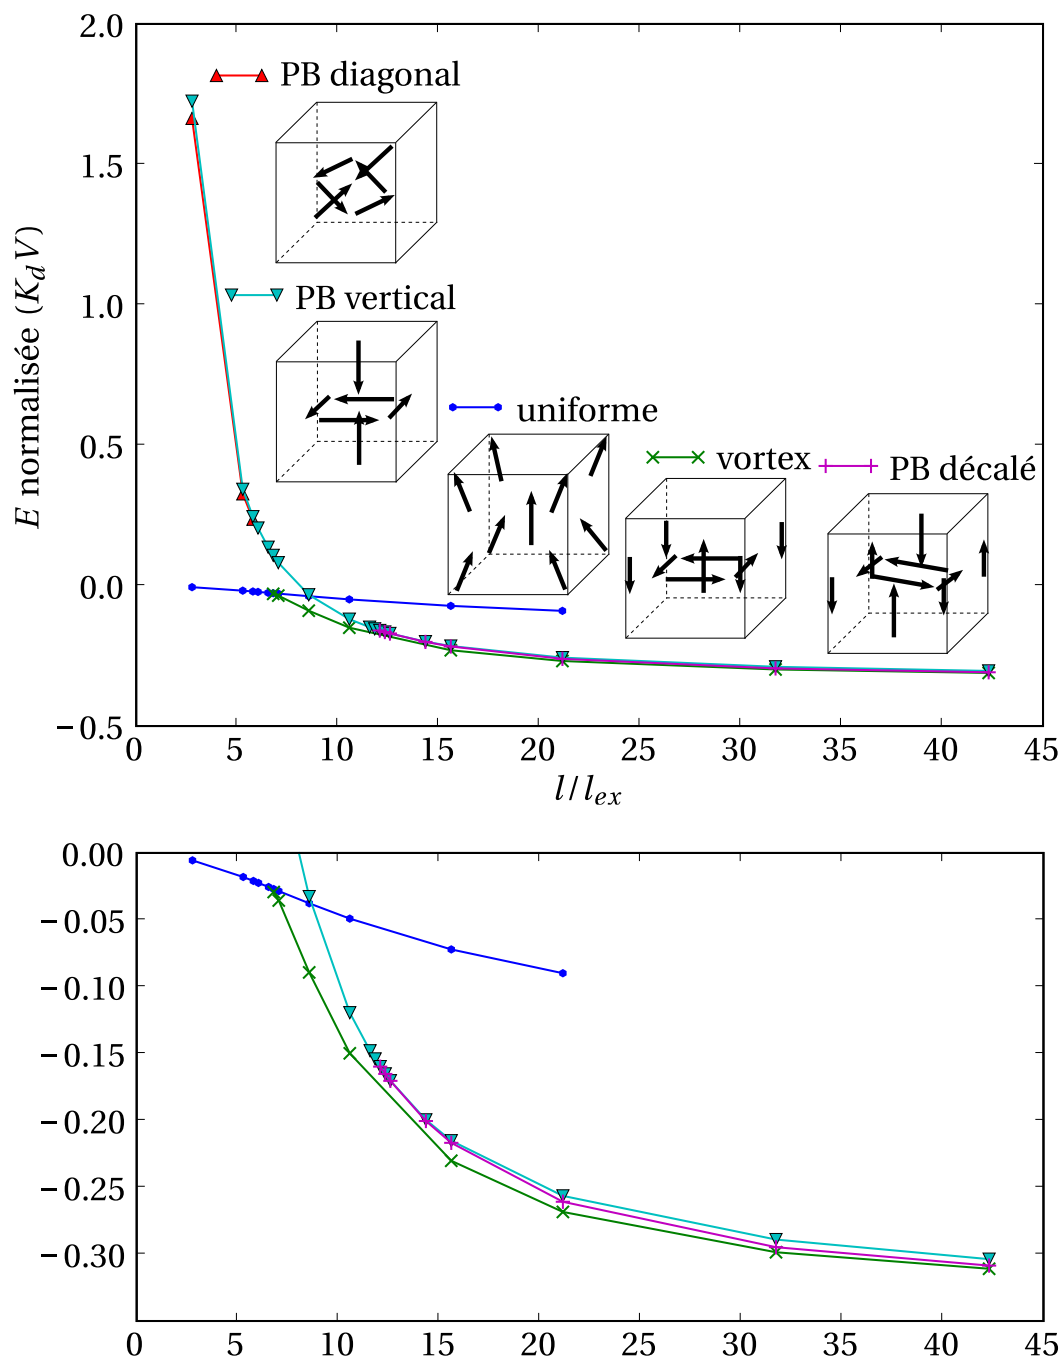 2.0
PB diagonal
1.5
E normalisée (K_d V)
1.0
PB vertical
uniforme
0.5
vortex
PB décalé
0.0
−0.5
0 5 10 15 20 25 30 35 40 45
l/l_ex
0.00
−0.05
−0.10
−0.15
−0.20
−0.25
−0.30
0 5 10 15 20 25 30 35 40 45